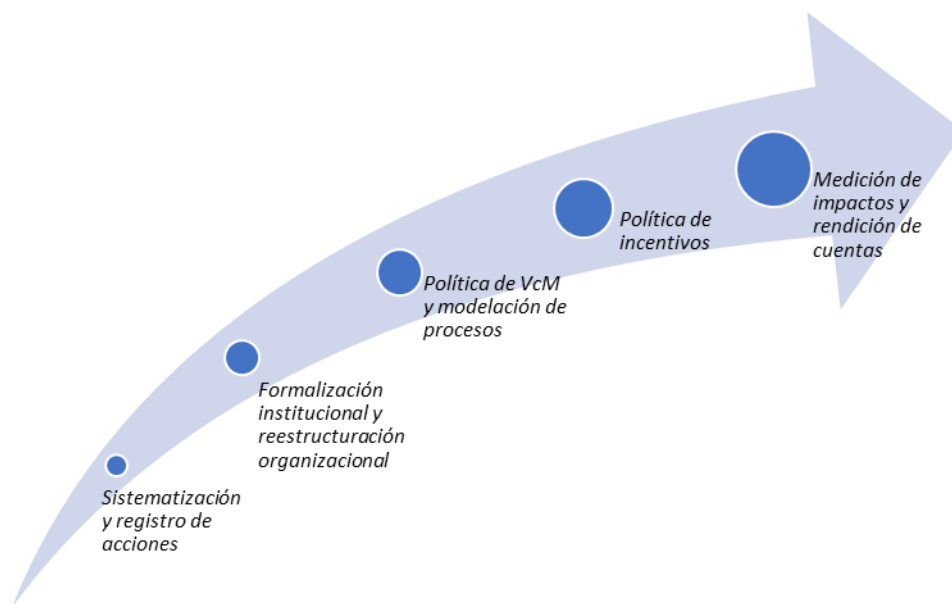 Sistematización
y registro de
acciones
Formalización
institucional y
reestructuración
organizacional
Política de VcM
y modelación de
procesos
Política de
incentivos
Medición de
impactos y
rendición de
cuentas